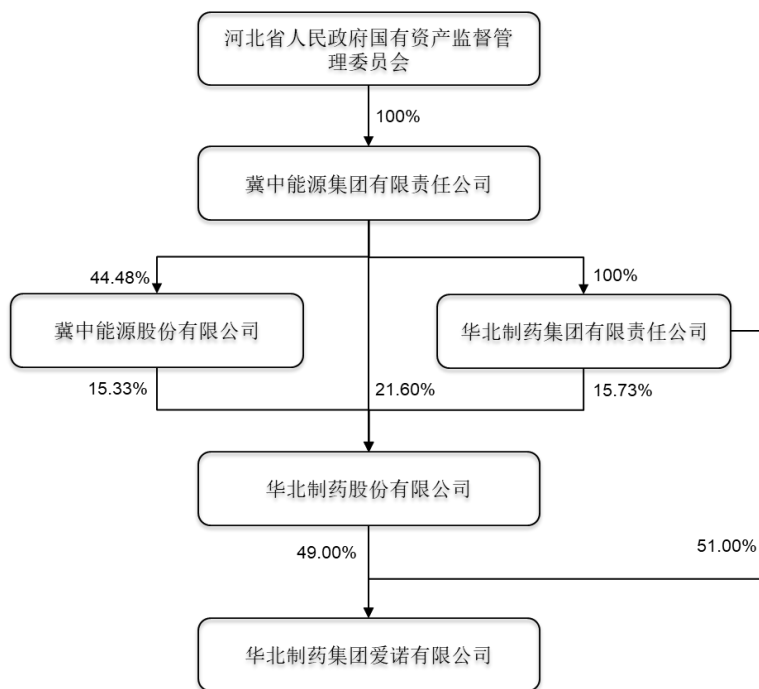 河北省人民政府国有资产监督管
理委员会
100%
冀中能源集团有限责任公司
44.48%
100%
冀中能源股份有限公司
华北制药集团有限责任公司
15.33%
21.60%
15.73%
华北制药股份有限公司
49.00%
51.00%
华北制药集团爱诺有限公司